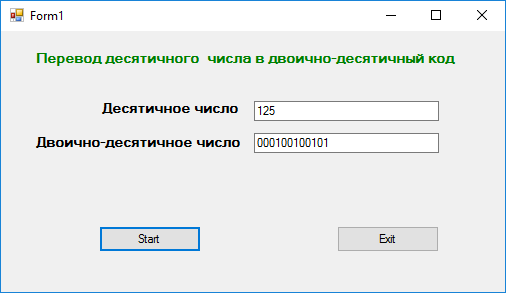 Form1
Перевод десятичного числа в двоично-десятичный код
Десятичное число 125
Двоично-десятичное число 000100100101
Start Exit